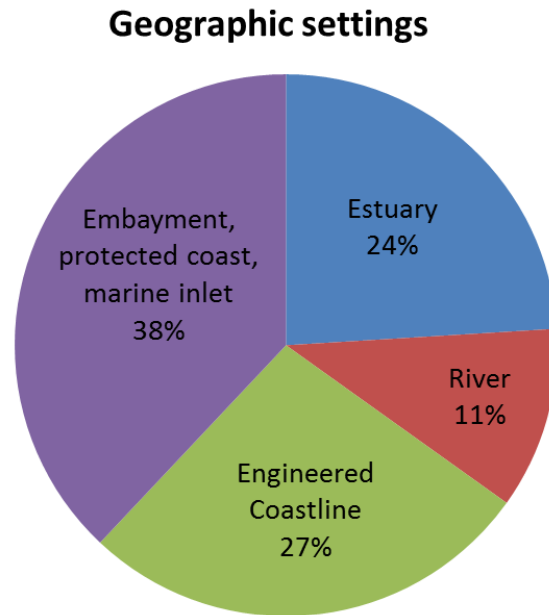 Geographic settings
Estuary
24%
River
11%
Engineered
Coastline
27%
Embayment,
protected coast,
marine inlet
38%